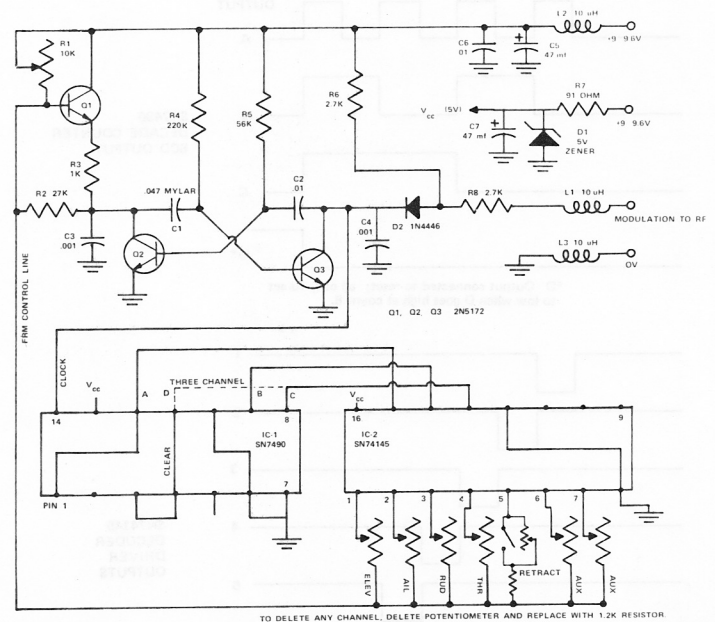 L2 10 uH
+9 9.6V
R1
10K
C6
.01
C5
47 mf
Q1
R4
220K
R5
56K
R6
2.7K
R7
91 OHM
Vcc (5V)
+9 9.6V
C7
47 mf
D1
5V
ZENER
R3
1K
R2 27K
.047 MYLAR
C1
C2
.01
R8 2.7K
L1 10 uH
C4
.001
D2 1N4446
MODULATION TO RF
C3
.001
Q2
Q3
L3 10 uH
0V
Q1, Q2, Q3 2N5172
FRM CONTROL LINE
CLOCK
Vcc
A
D
THREE CHANNEL
B
C
Vcc
14
8
16
9
IC-1
SN7490
IC-2
SN74145
CLEAR
PIN 1
7
1
2
3
4
5
6
7
ELEV
AIL
RUD
THR
RETRACT
AUX
AUX
TO DELETE ANY CHANNEL, DELETE POTENTIOMETER AND REPLACE WITH 1.2K RESISTOR.